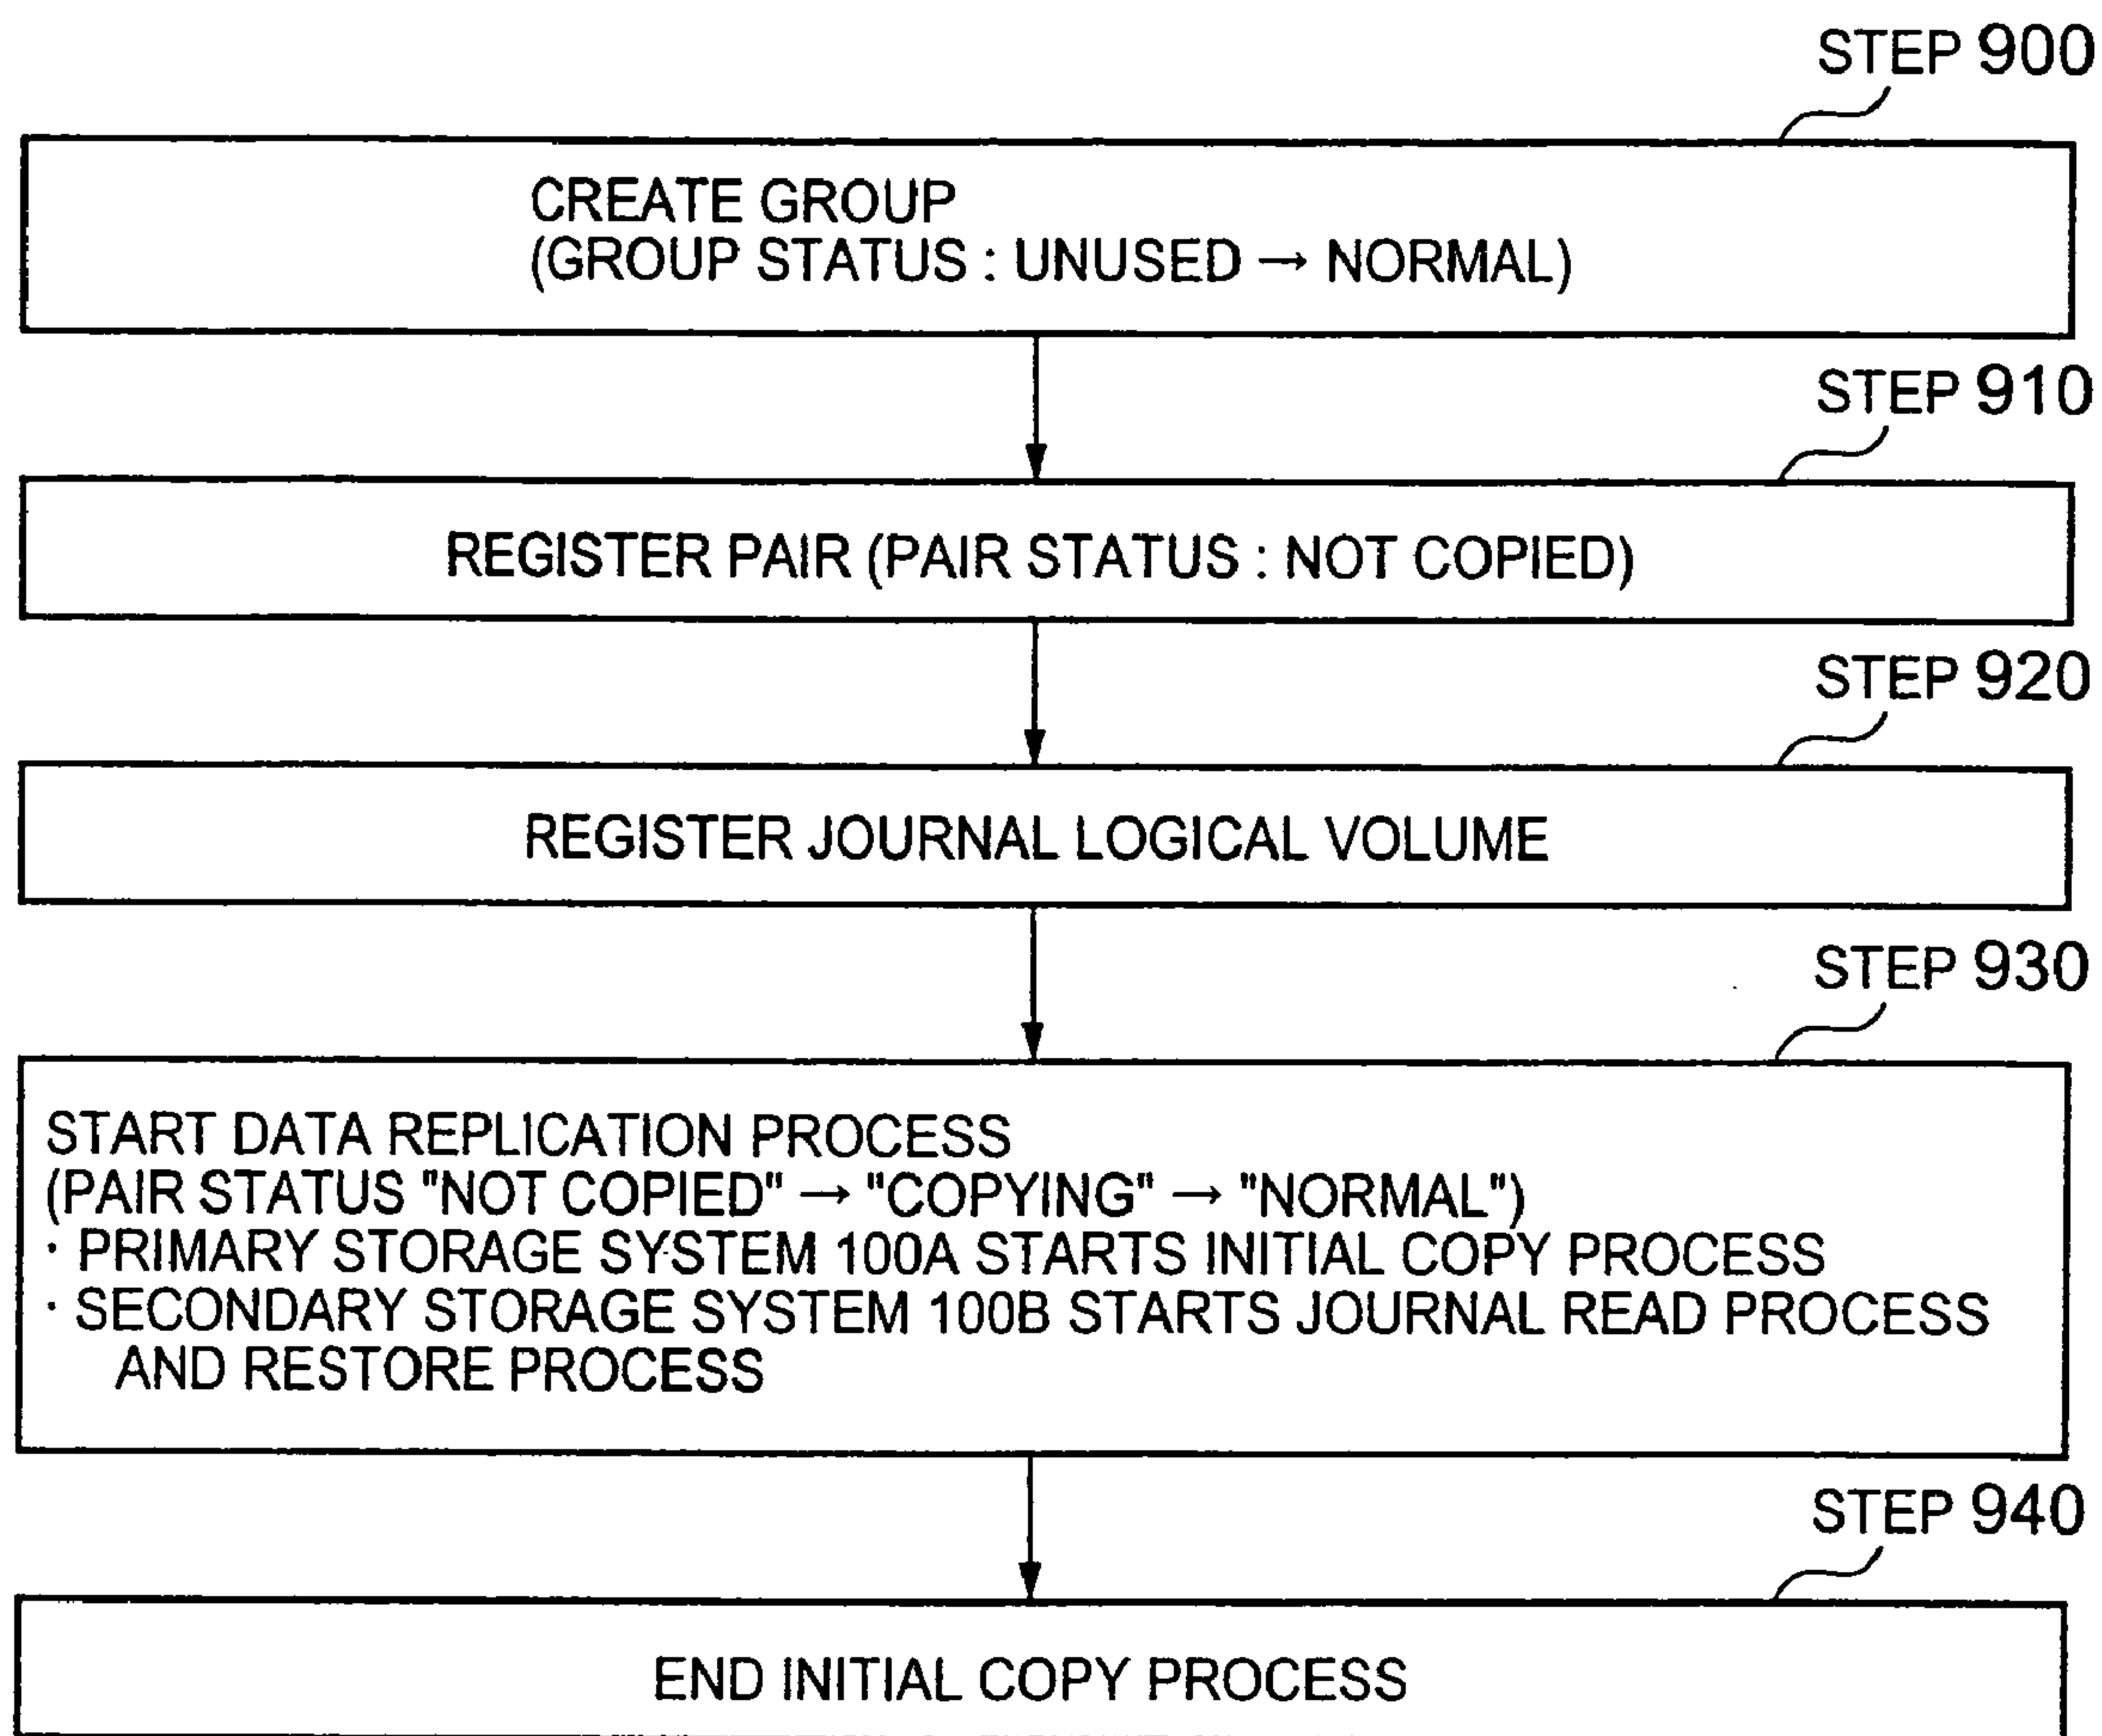 STEP 900
CREATE GROUP
(GROUP STATUS : UNUSED → NORMAL)
STEP 910
REGISTER PAIR (PAIR STATUS : NOT COPIED)
STEP 920
REGISTER JOURNAL LOGICAL VOLUME
STEP 930
START DATA REPLICATION PROCESS
(PAIR STATUS "NOT COPIED" → "COPYING" → "NORMAL")
· PRIMARY STORAGE SYSTEM 100A STARTS INITIAL COPY PROCESS
· SECONDARY STORAGE SYSTEM 100B STARTS JOURNAL READ PROCESS
AND RESTORE PROCESS
STEP 940
END INITIAL COPY PROCESS